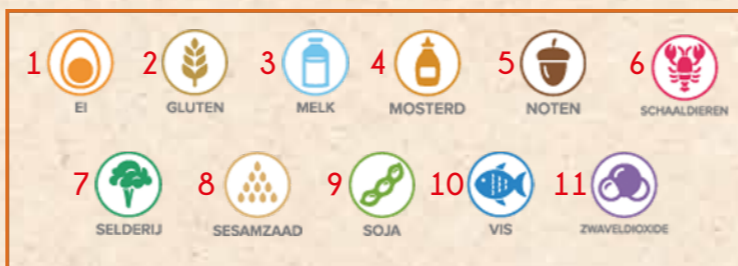 1 2 3 4 5 6
EI GLUTEN MELK MOSTERD NOTEN SCHAALDIEREN
7 8 9 10 11
SELDERIJ SESAMZAAD SOJA VIS ZWAVELDIOXIDE